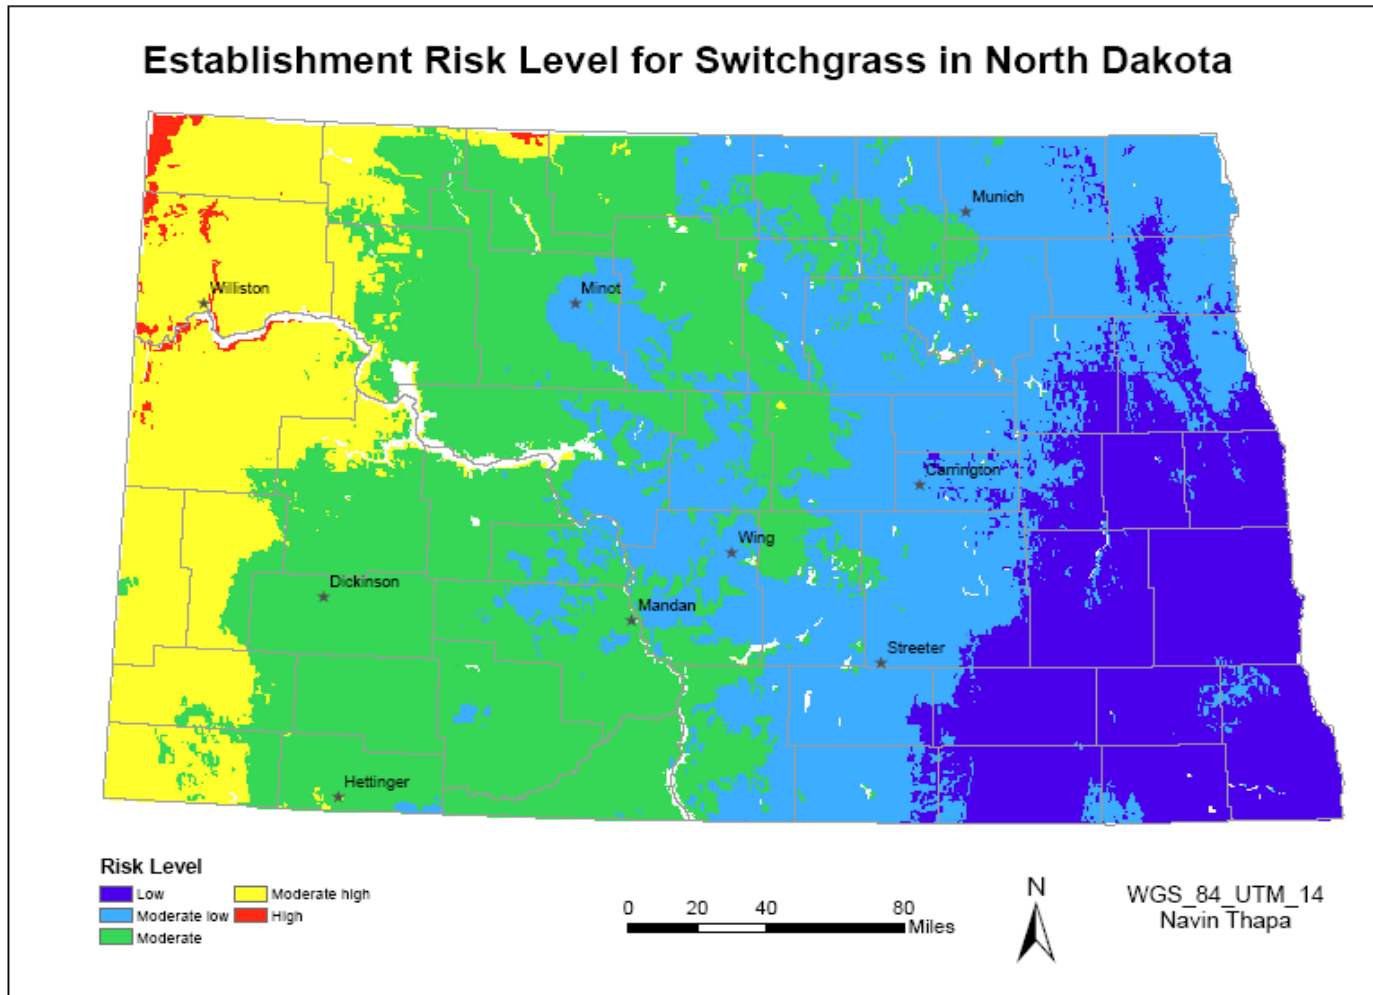 Establishment Risk Level for Switchgrass in North Dakota
Munich
Williston
Minot
Carrington
Wing
Dickinson
Mandan
Streeter
Hettinger
Risk Level
Low
Moderate high
Moderate low
High
Moderate
0 20 40 80
Miles
N
WGS_84_UTM_14
Navin Thapa